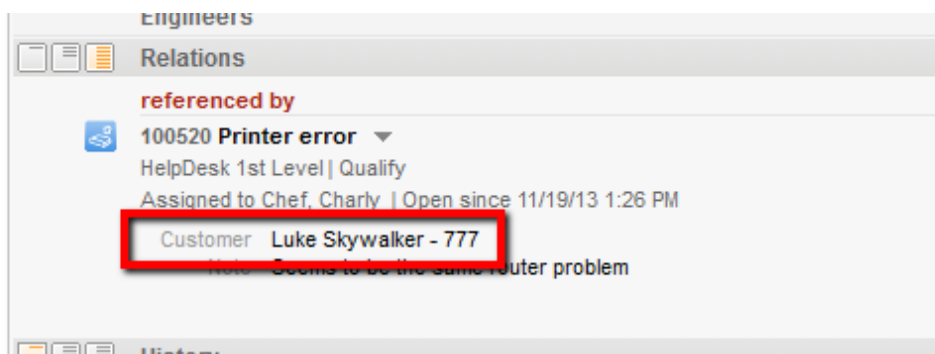 Engineers
Relations
referenced by
100520 Printer error
HelpDesk 1st Level | Qualify
Assigned to Chef, Charly | Open since 11/19/13 1:26 PM
Customer Luke Skywalker - 777
Note Seems to be the same router problem
History